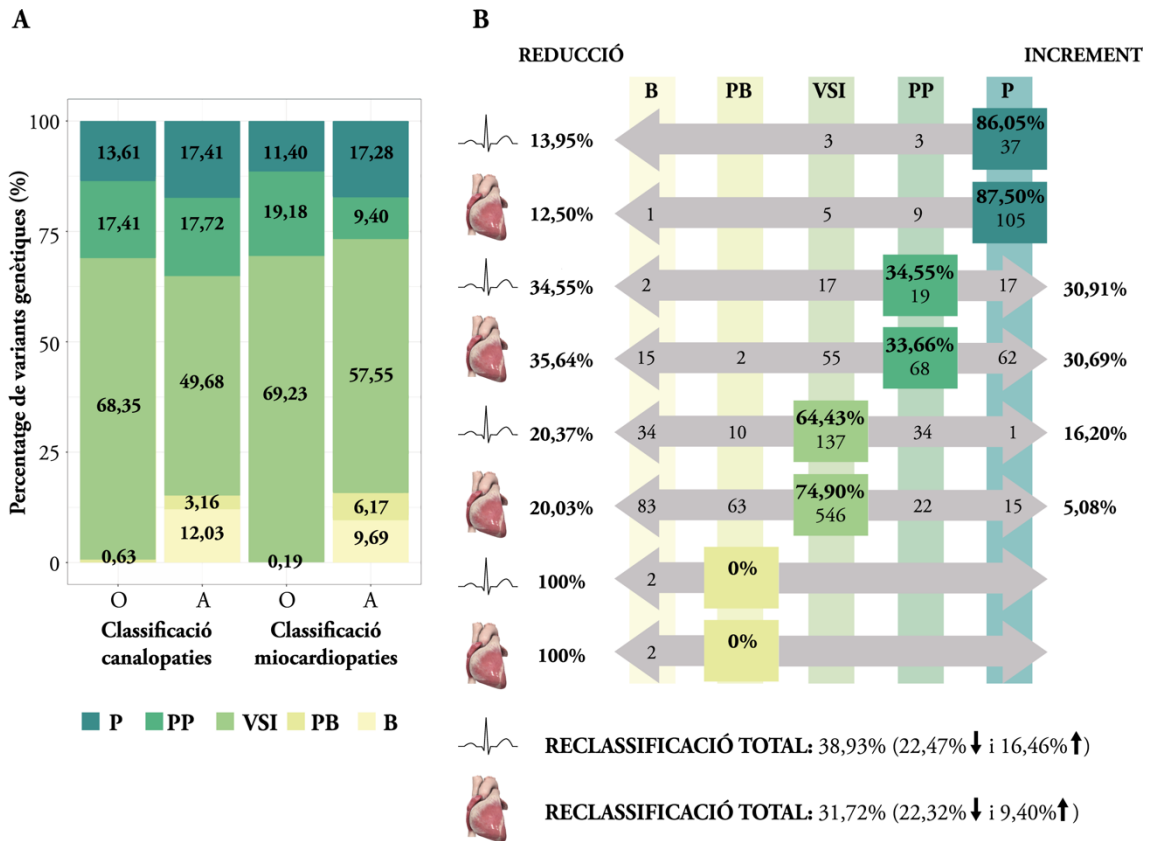 A
Percentatge de variants genètiques (%)
100
75
50
25
0
13,61
17,41
11,40
17,28
17,41
17,72
19,18
9,40
68,35
49,68
69,23
57,55
3,16
6,17
0,63
12,03
0,19
9,69
O A O A
Classificació
canalopaties
Classificació
miocardiopaties
P PP VSI PB B
B
REDUCCIÓ
INCREMENT
B PB VSI PP P
13,95% 3 3 86,05%
37
12,50% 1 5 9 87,50%
105
34,55% 2 17 34,55% 17 30,91%
19
35,64% 15 2 55 33,66% 62 30,69%
68
20,37% 34 10 64,43% 34 1 16,20%
137
20,03% 83 63 74,90% 22 15 5,08%
546
100% 2 0%
100% 2 0%
RECLASSIFICACIÓ TOTAL: 38,93% (22,47% ⬇ i 16,46% ⬆)
RECLASSIFICACIÓ TOTAL: 31,72% (22,32% ⬇ i 9,40% ⬆)